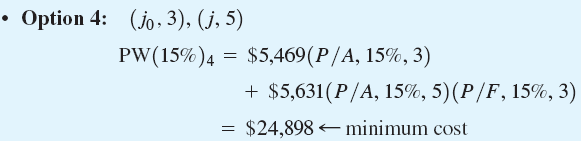 • Option 4: (j₀, 3), (j, 5)
PW(15%)₄ = $5,469(P/A, 15%, 3)
+ $5,631(P/A, 15%, 5)(P/F, 15%, 3)
= $24,898 ← minimum cost